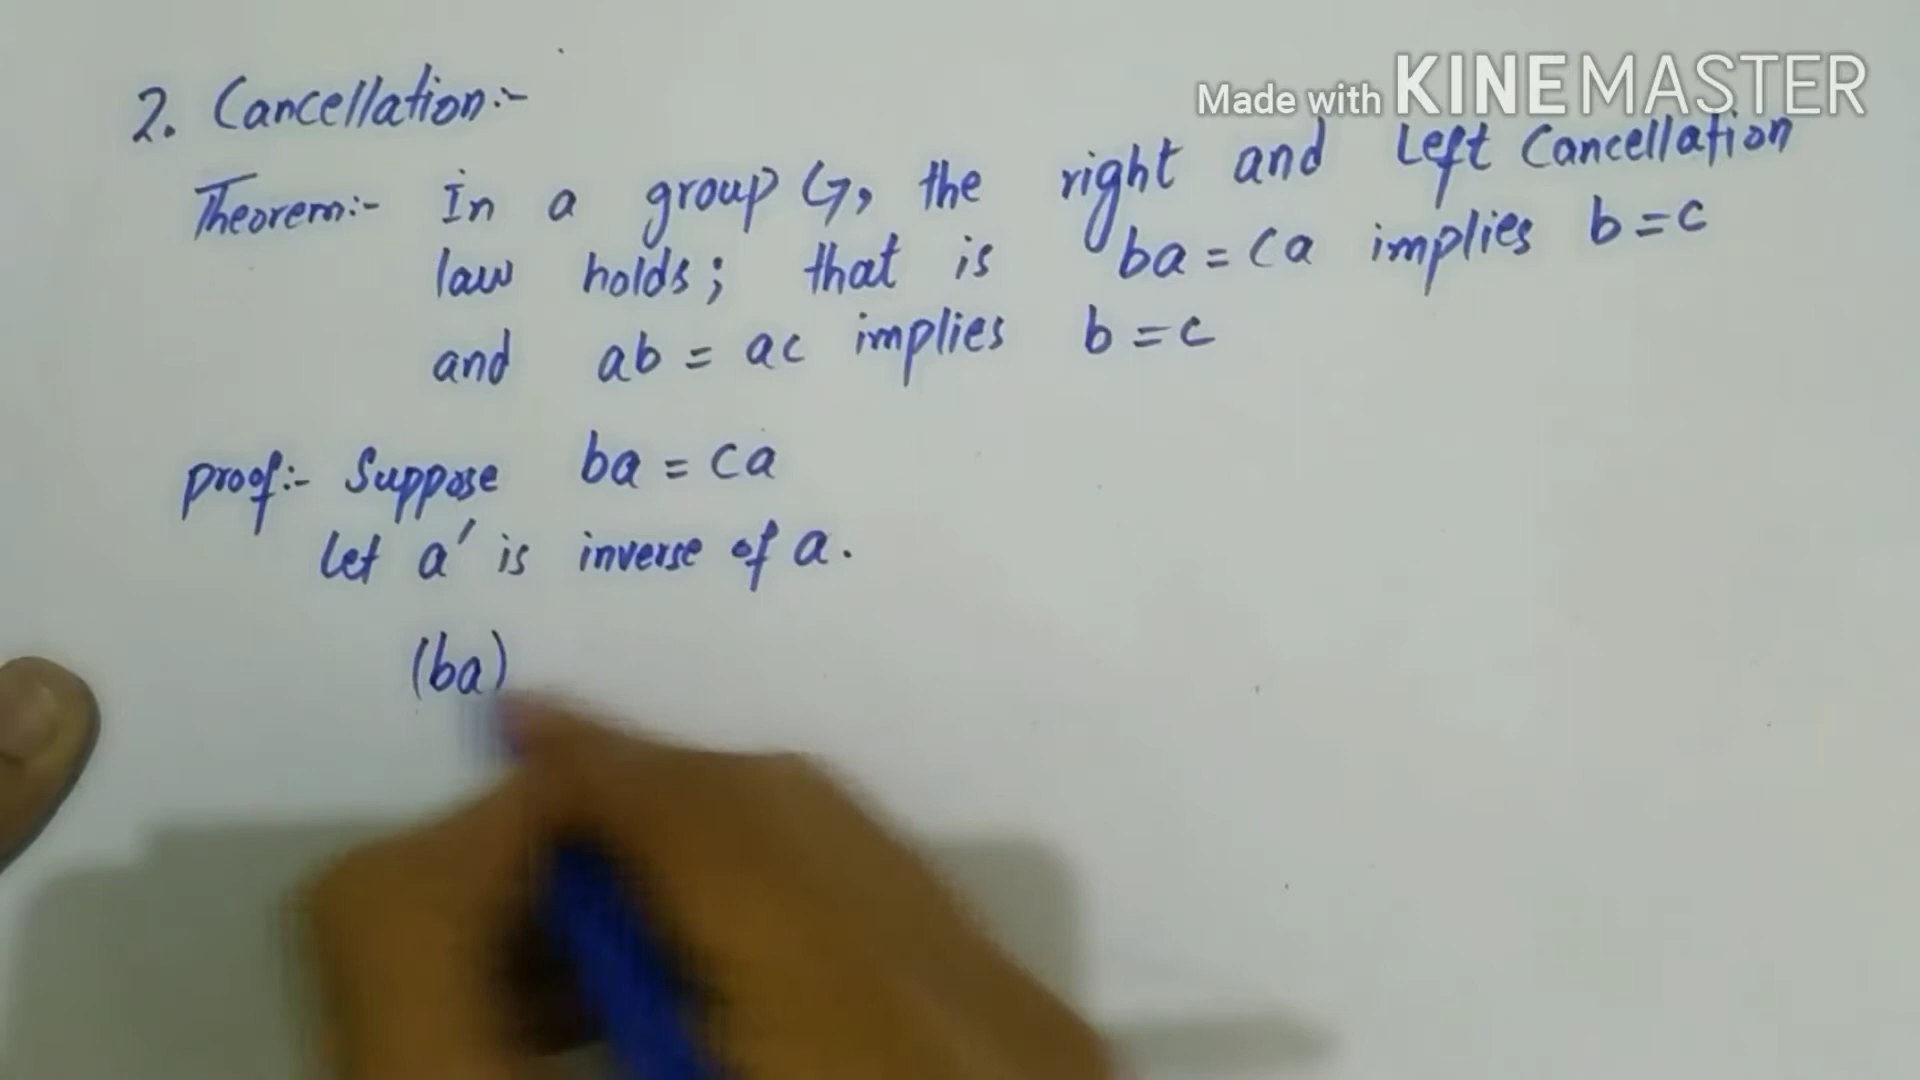 Made with KINEMASTER
2. Cancellation:-
Theorem:- In a group G, the right and Left Cancellation
law holds; that is ba = ca implies b = c
and ab = ac implies b = c
proof:- Suppose ba = ca
let a' is inverse of a.
(ba)